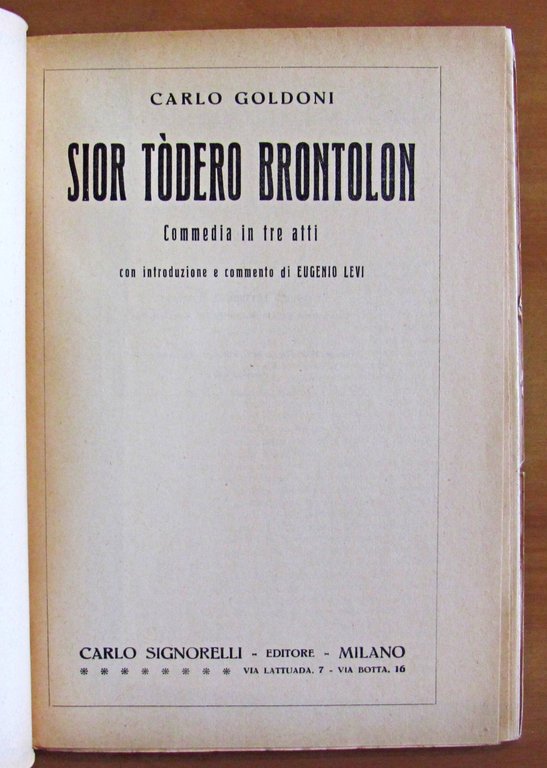 CARLO GOLDONI
SIOR TÒDERO BRONTOLON
Commedia in tre atti
con introduzione e commento di EUGENIO LEVI
CARLO SIGNORELLI - EDITORE - MILANO
VIA LATTUADA, 7 - VIA BOTTA, 16